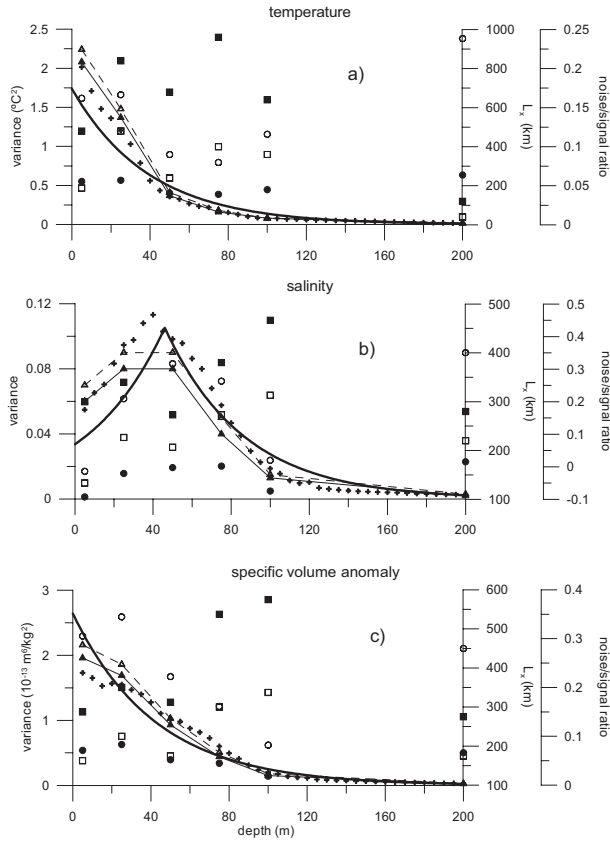 temperature
2.5
2
1.5
1
0.5
0
variance (ºC²)
a)
1000
800
600
400
200
0
Lx (km)
0.25
0.2
0.15
0.1
0.05
0
noise/signal ratio
0 40 80 120 160 200
salinity
0.12
0.08
0.04
0
variance
b)
500
400
300
200
100
Lx (km)
0.5
0.4
0.3
0.2
0.1
0
-0.1
noise/signal ratio
0 40 80 120 160 200
specific volume anomaly
3
2
1
0
variance (10⁻¹³ m⁶/kg²)
c)
600
500
400
300
200
100
Lx (km)
0.4
0.3
0.2
0.1
0
noise/signal ratio
0 40 80 120 160 200
depth (m)